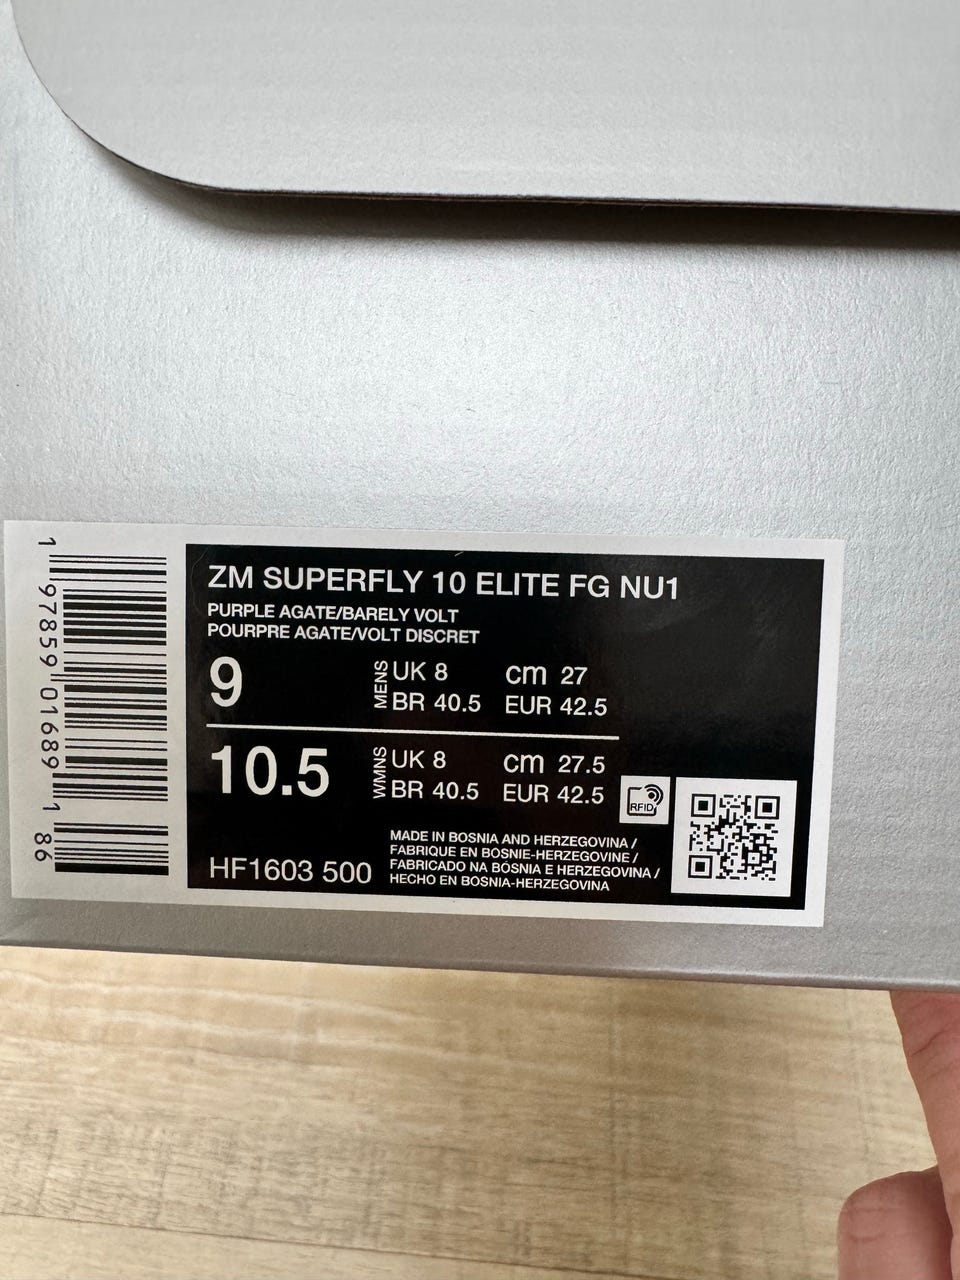 ZM SUPERFLY 10 ELITE FG NU1
PURPLE AGATE/BARELY VOLT
POURPRE AGATE/VOLT DISCRET
9 MENS UK 8 cm 27
BR 40.5 EUR 42.5
10.5 WMNS UK 8 cm 27.5
BR 40.5 EUR 42.5
RFID
HF1603 500
MADE IN BOSNIA AND HERZEGOVINA /
FABRIQUE EN BOSNIE-HERZEGOVINE /
FABRICADO NA BÓSNIA E HERZEGOVINA /
HECHO EN BOSNIA-HERZEGOVINA
1 97859 01689 1 86